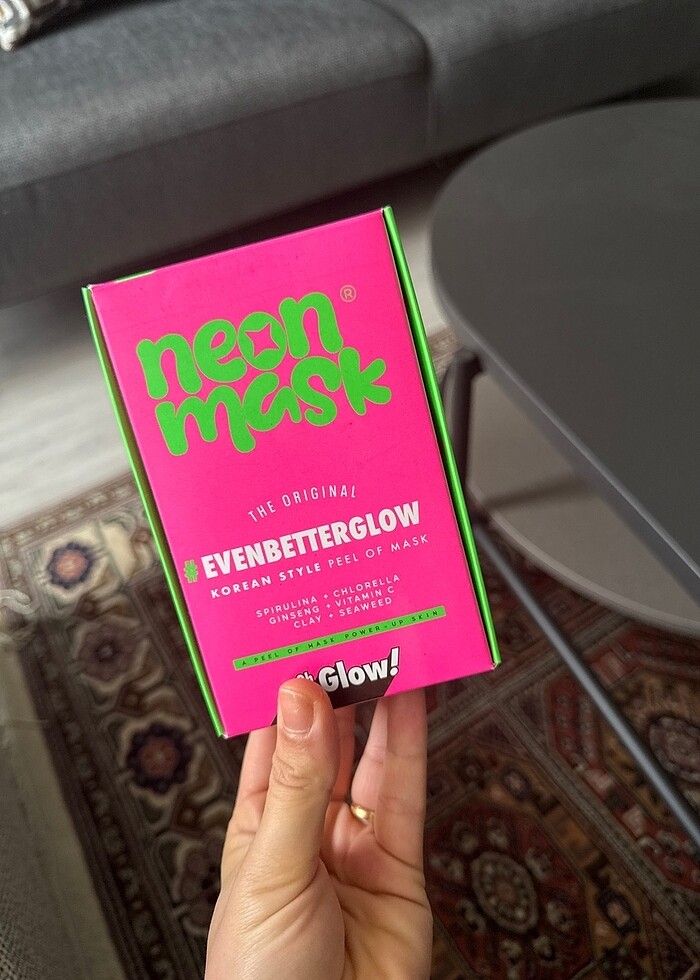 neon
®
mask
THE ORIGINAL
#EVENBETTERGLOW
KOREAN STYLE PEEL OF MASK
SPIRULINA + CHLORELLA
GINSENG + VITAMIN C
CLAY + SEAWEED
A PEEL OF MASK POWER-UP SKIN
Glow!